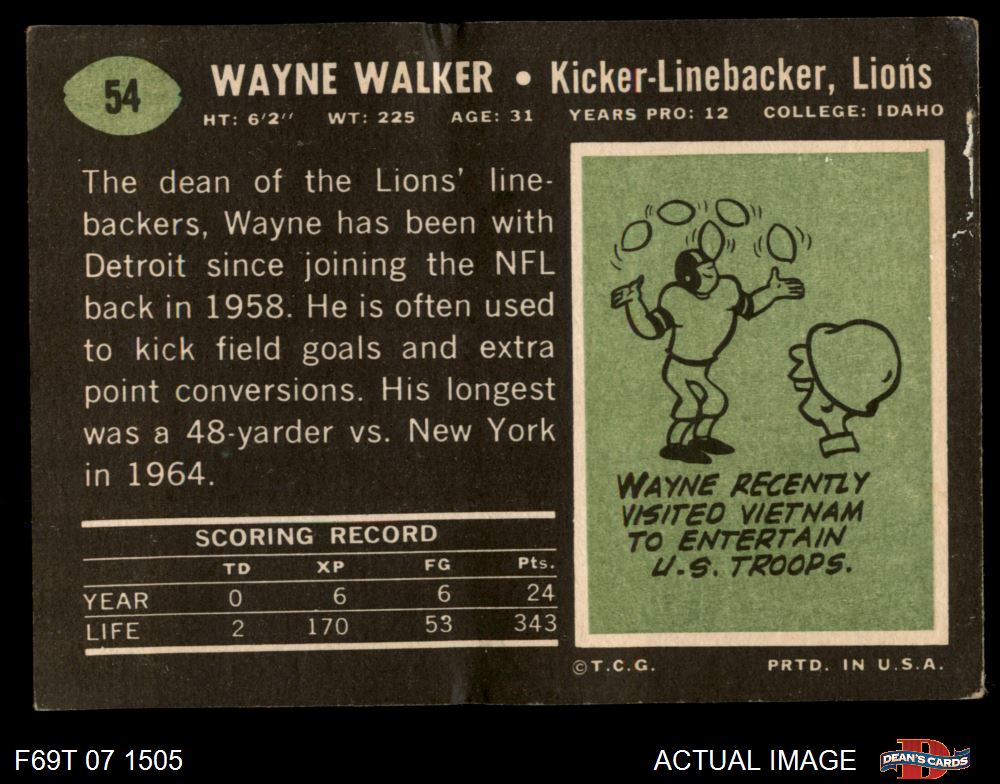 54
WAYNE WALKER • Kicker-Linebacker, Lions
HT: 6'2" WT: 225 AGE: 31 YEARS PRO: 12 COLLEGE: IDAHO
The dean of the Lions' line-
backers, Wayne has been with
Detroit since joining the NFL
back in 1958. He is often used
to kick field goals and extra
point conversions. His longest
was a 48-yarder vs. New York
in 1964.
SCORING RECORD
TD XP FG Pts.
YEAR 0 6 6 24
LIFE 2 170 53 343
WAYNE RECENTLY
VISITED VIETNAM
TO ENTERTAIN
U.S. TROOPS.
©T.C.G. PRTD. IN U.S.A.
F69T 07 1505
ACTUAL IMAGE
D
DEAN'S CARDS